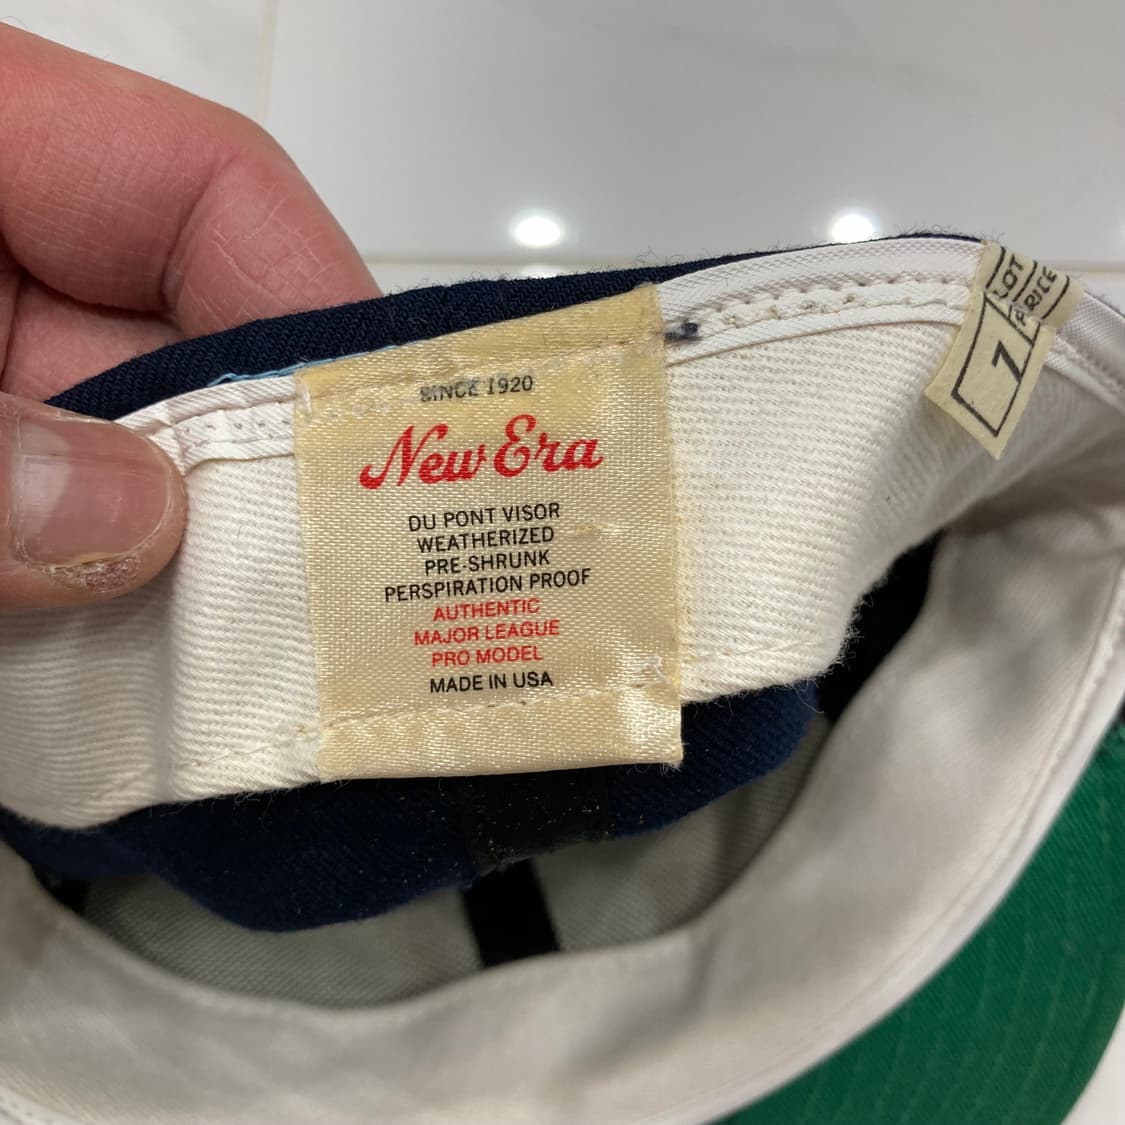 SINCE 1920
New Era
DU PONT VISOR
WEATHERIZED
PRE-SHRUNK
PERSPIRATION PROOF
AUTHENTIC
MAJOR LEAGUE
PRO MODEL
MADE IN USA
LOT
PRICE
7